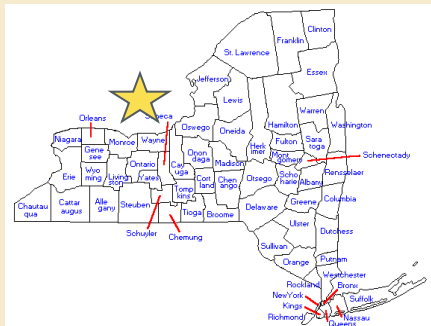 Clinton
Franklin
St. Lawrence
Essex
Jefferson
Lewis
Warren
Washington
Hamilton
Herk
imer
Oneida
Oswego
Orleans
Niagara
Monroe
Wayne
Gene
see
Erie
Wyo
ming
Living
ston
Ontario
Yates
Cay
uga
Onon
daga
Madison
Fulton
Sara
toga
Mont
gomery
Schenectady
Rensselaer
Scho
harie
Albany
Otsego
Chen
ango
Cort
land
Tomp
kins
Tioga
Broome
Delaware
Greene
Columbia
Chautau
qua
Cattar
augus
Alle
gany
Steuben
Schuyler
Chemung
Ulster
Dutchess
Sullivan
Orange
Putnam
Westchester
Rockland
Bronx
NewYork
Kings
Richmond
Queens
Nassau
Suffolk